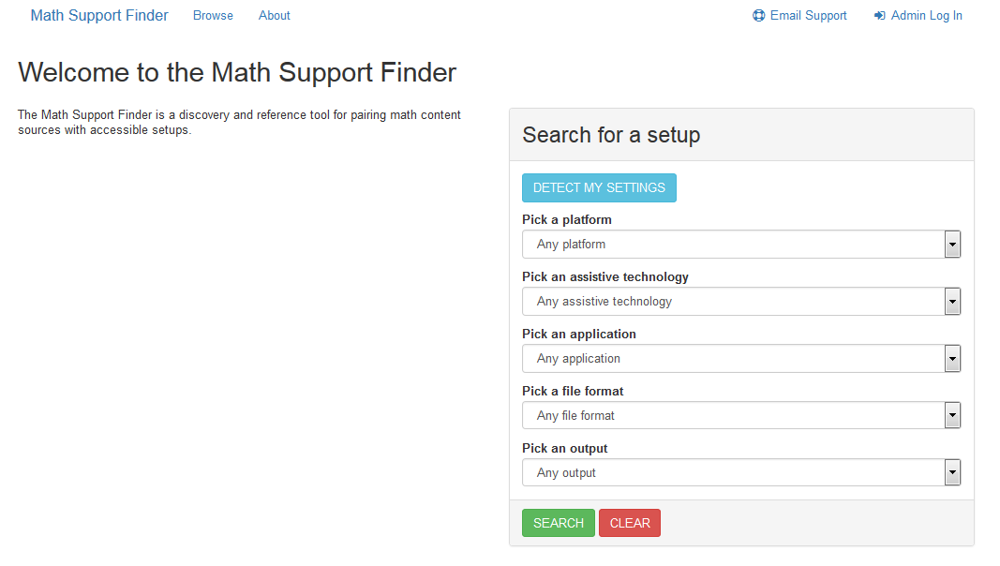 Math Support Finder Browse About Email Support Admin Log In
Welcome to the Math Support Finder
The Math Support Finder is a discovery and reference tool for pairing math content
sources with accessible setups.
Search for a setup
DETECT MY SETTINGS
Pick a platform
Any platform
Pick an assistive technology
Any assistive technology
Pick an application
Any application
Pick a file format
Any file format
Pick an output
Any output
SEARCH CLEAR